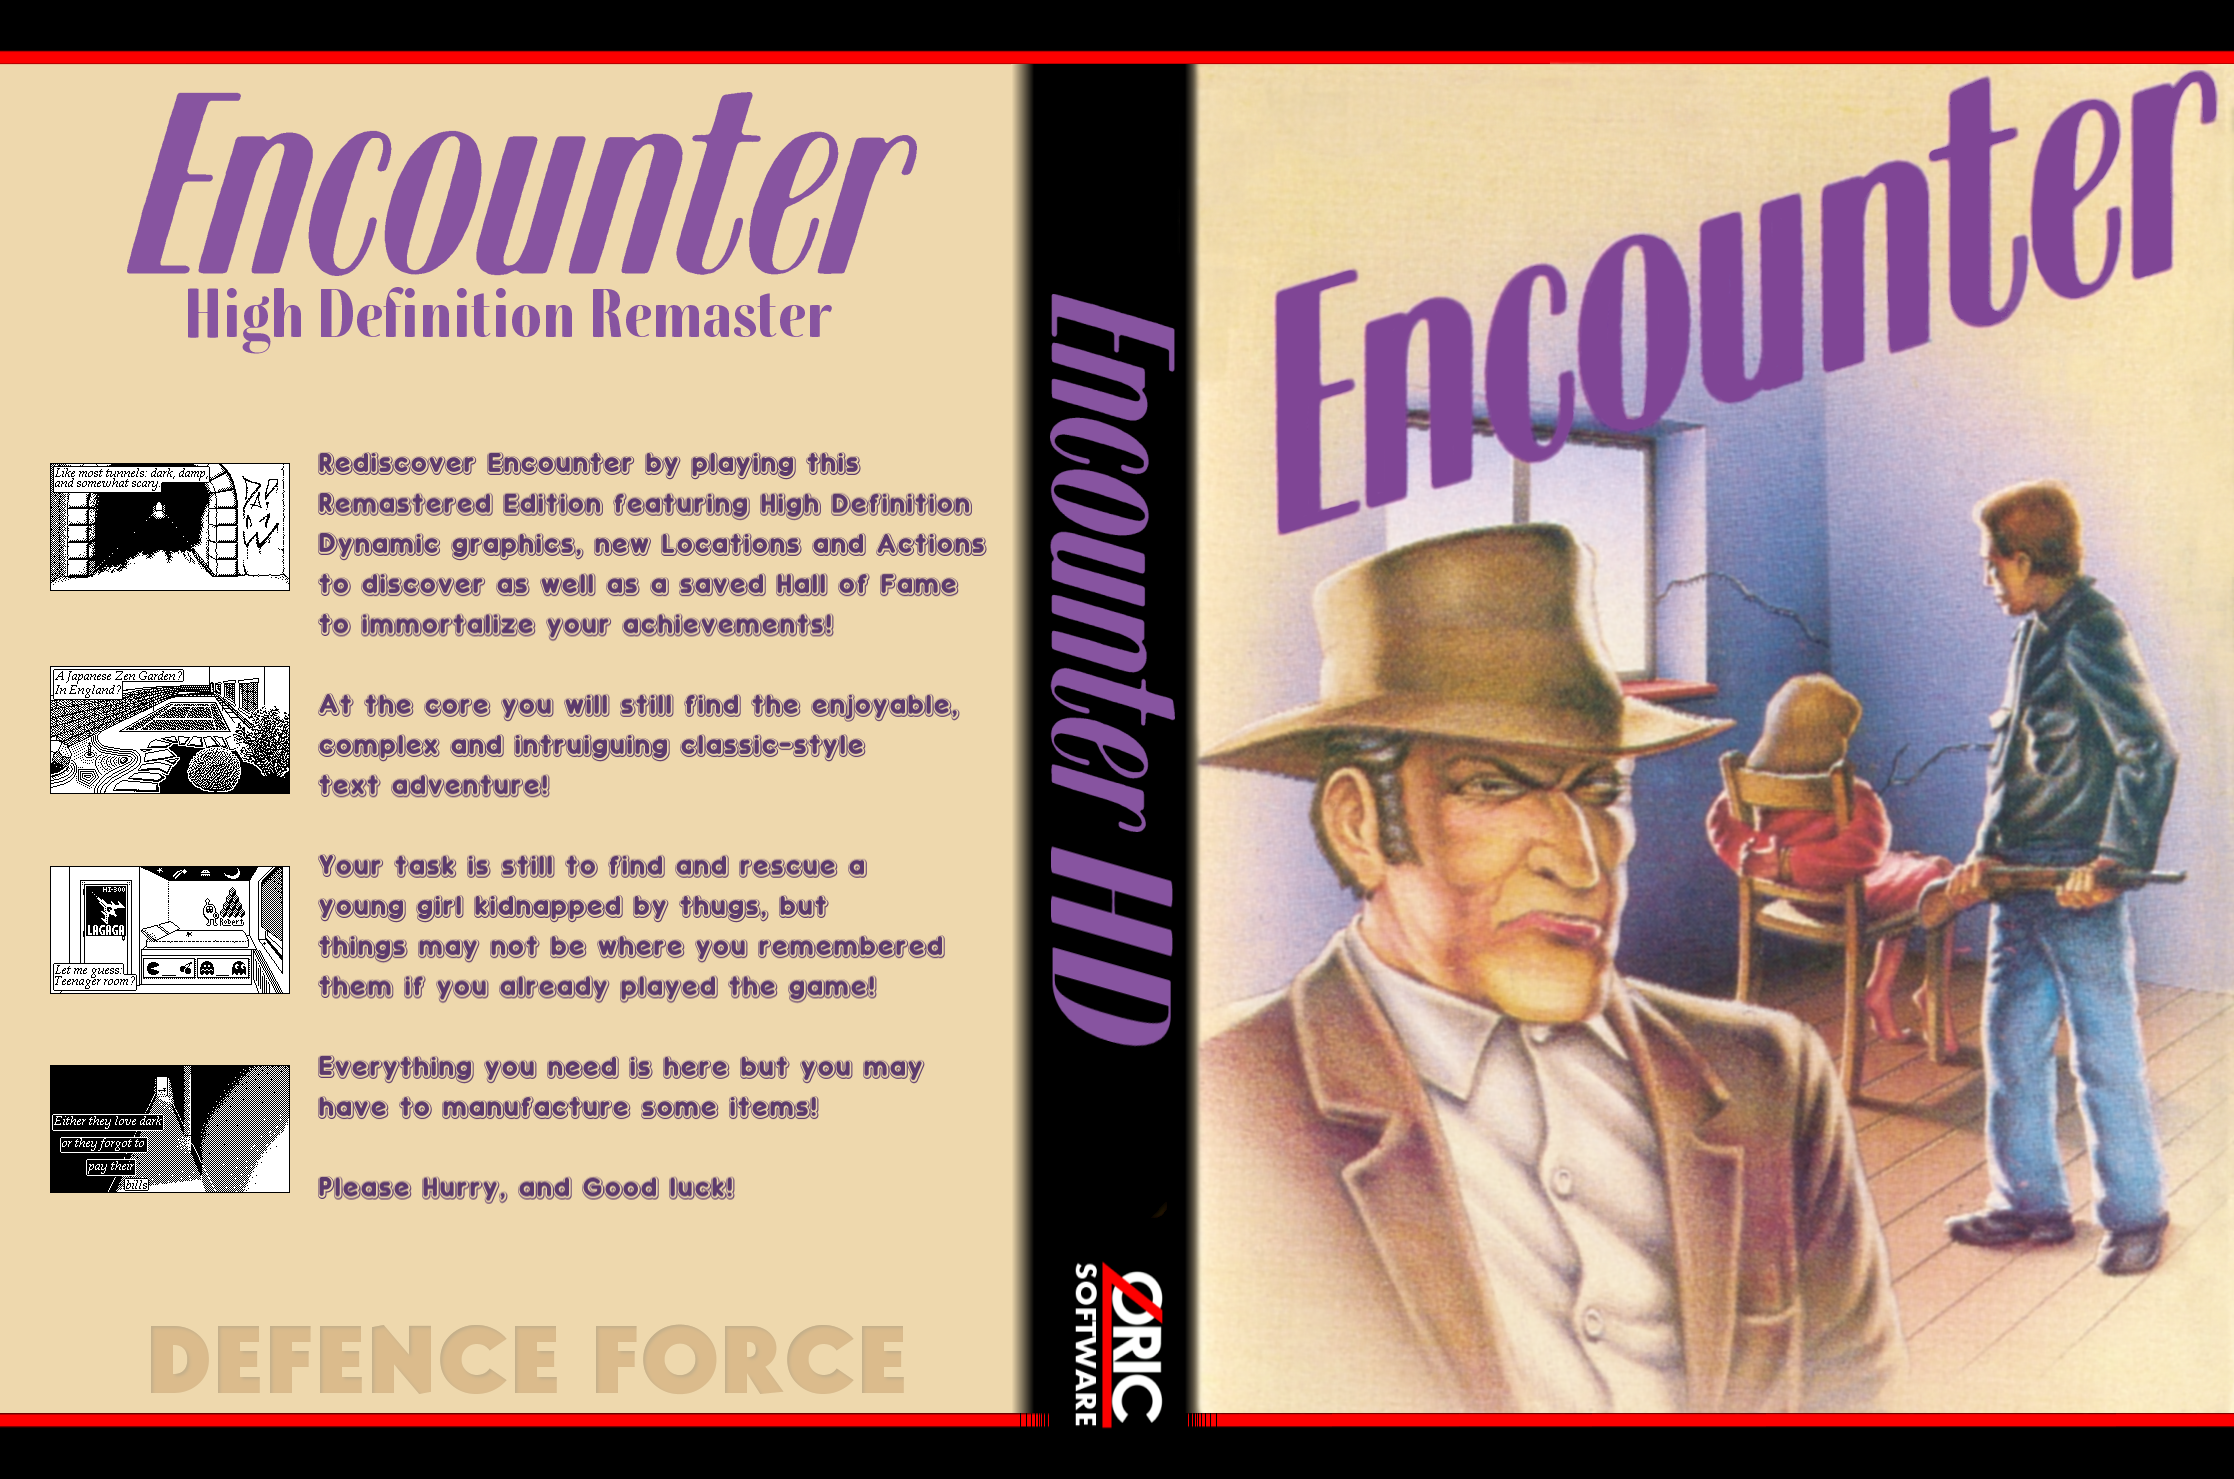 Encounter
High Definition Remaster
Like most tunnels: dark, damp
and somewhat scary.
Rediscover Encounter by playing this
Remastered Edition featuring High Definition
Dynamic graphics, new Locations and Actions
to discover as well as a saved Hall of Fame
to immortalize your achievements!
A Japanese Zen Garden?
In England?
At the core you will still find the enjoyable,
complex and intruiguing classic-style
text adventure!
HI-300
LAGAGA
Robert
Let me guess:
Teenager room?
Your task is still to find and rescue a
young girl kidnapped by thugs, but
things may not be where you remembered
them if you already played the game!
Either they love dark
or they forgot to
pay their
bills
Everything you need is here but you may
have to manufacture some items!
Please Hurry, and Good luck!
DEFENCE FORCE
Encounter HD
ORIC
SOFTWARE
Encounter